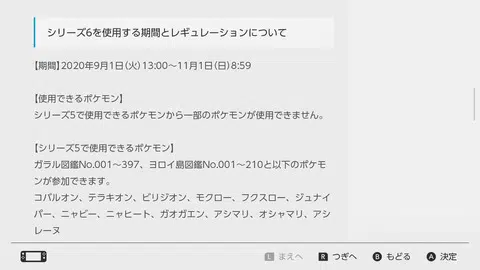 シリーズ6を使用する期間とレギュレーションについて
【期間】2020年9月1日(火)13:00～11月1日(日)8:59
【使用できるポケモン】
シリーズ5で使用できるポケモンから一部のポケモンが使用できません。
【シリーズ5で使用できるポケモン】
ガラル図鑑No.001～397、ヨロイ島図鑑No.001～210と以下のポケモ
ンが参加できます。
コバルオン、テラキオン、ビリジオン、モクロー、フクスロー、ジュナイ
パー、ニャビー、ニャヒート、ガオガエン、アシマリ、オシャマリ、アシ
レーヌ
L まえへ R つぎへ B もどる A 決定